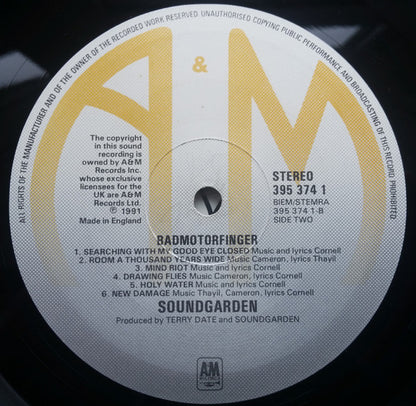 ALL RIGHTS OF THE MANUFACTURER AND OF THE OWNER OF THE RECORDED WORK RESERVED UNAUTHORISED COPYING PUBLIC PERFORMANCE AND BROADCASTING OF THIS RECORD PROHIBITED
A & M
The copyright
in this sound
recording is
owned by A&M
Records Inc.
whose exclusive
licensees for the
UK are A&M
Records Ltd.
℗ 1991
Made in England
STEREO
395 374 1
BIEM/STEMRA
395 374 1-B
SIDE TWO
BADMOTORFINGER
1. SEARCHING WITH MY GOOD EYE CLOSED Music and lyrics Cornell
2. ROOM A THOUSAND YEARS WIDE Music Cameron, lyrics Thayil
3. MIND RIOT Music and lyrics Cornell
4. DRAWING FLIES Music Cameron, lyrics Cornell
5. HOLY WATER Music and lyrics Cornell
6. NEW DAMAGE Music Thayil, Cameron, lyrics Cornell
SOUNDGARDEN
Produced by TERRY DATE and SOUNDGARDEN
AM